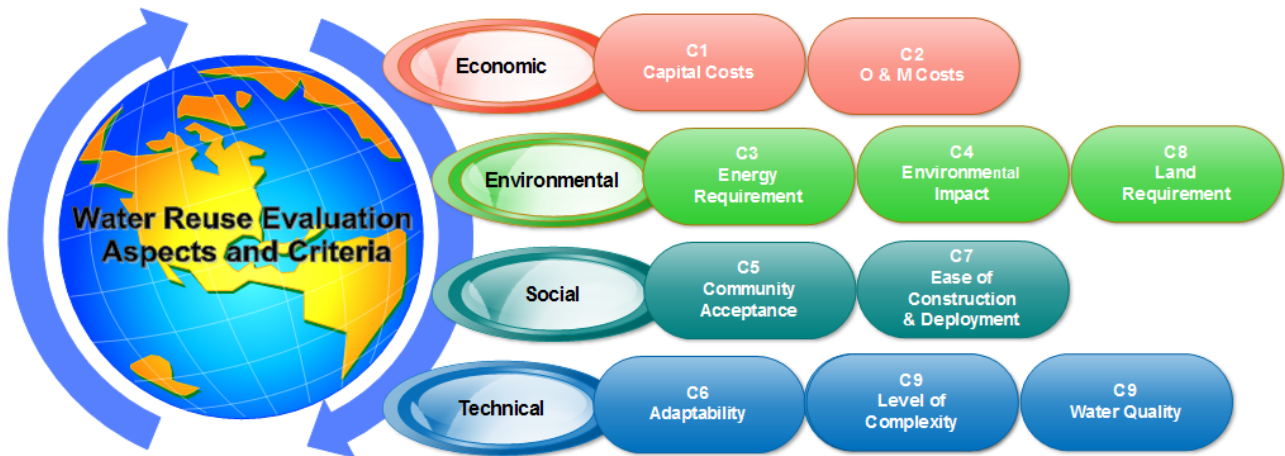 Water Reuse Evaluation
Aspects and Criteria
Economic
C1
Capital Costs
C2
O & M Costs
Environmental
C3
Energy
Requirement
C4
Environmental
Impact
C8
Land
Requirement
Social
C5
Community
Acceptance
C7
Ease of
Construction
& Deployment
Technical
C6
Adaptability
C9
Level of
Complexity
C9
Water Quality